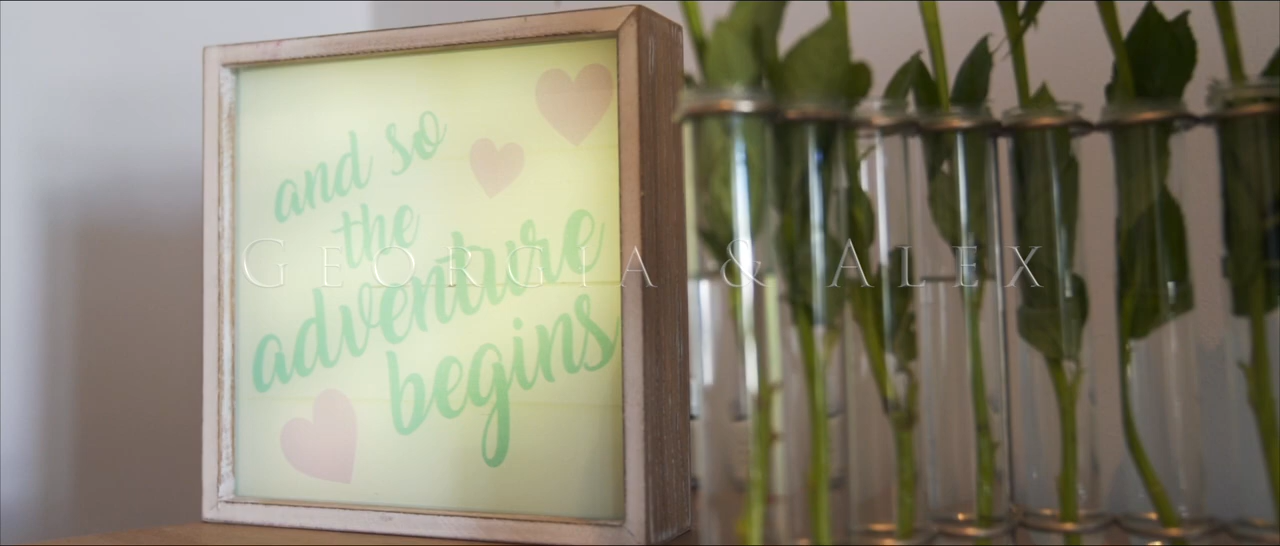 and so
the
adventure
begins
Georgia & Alex